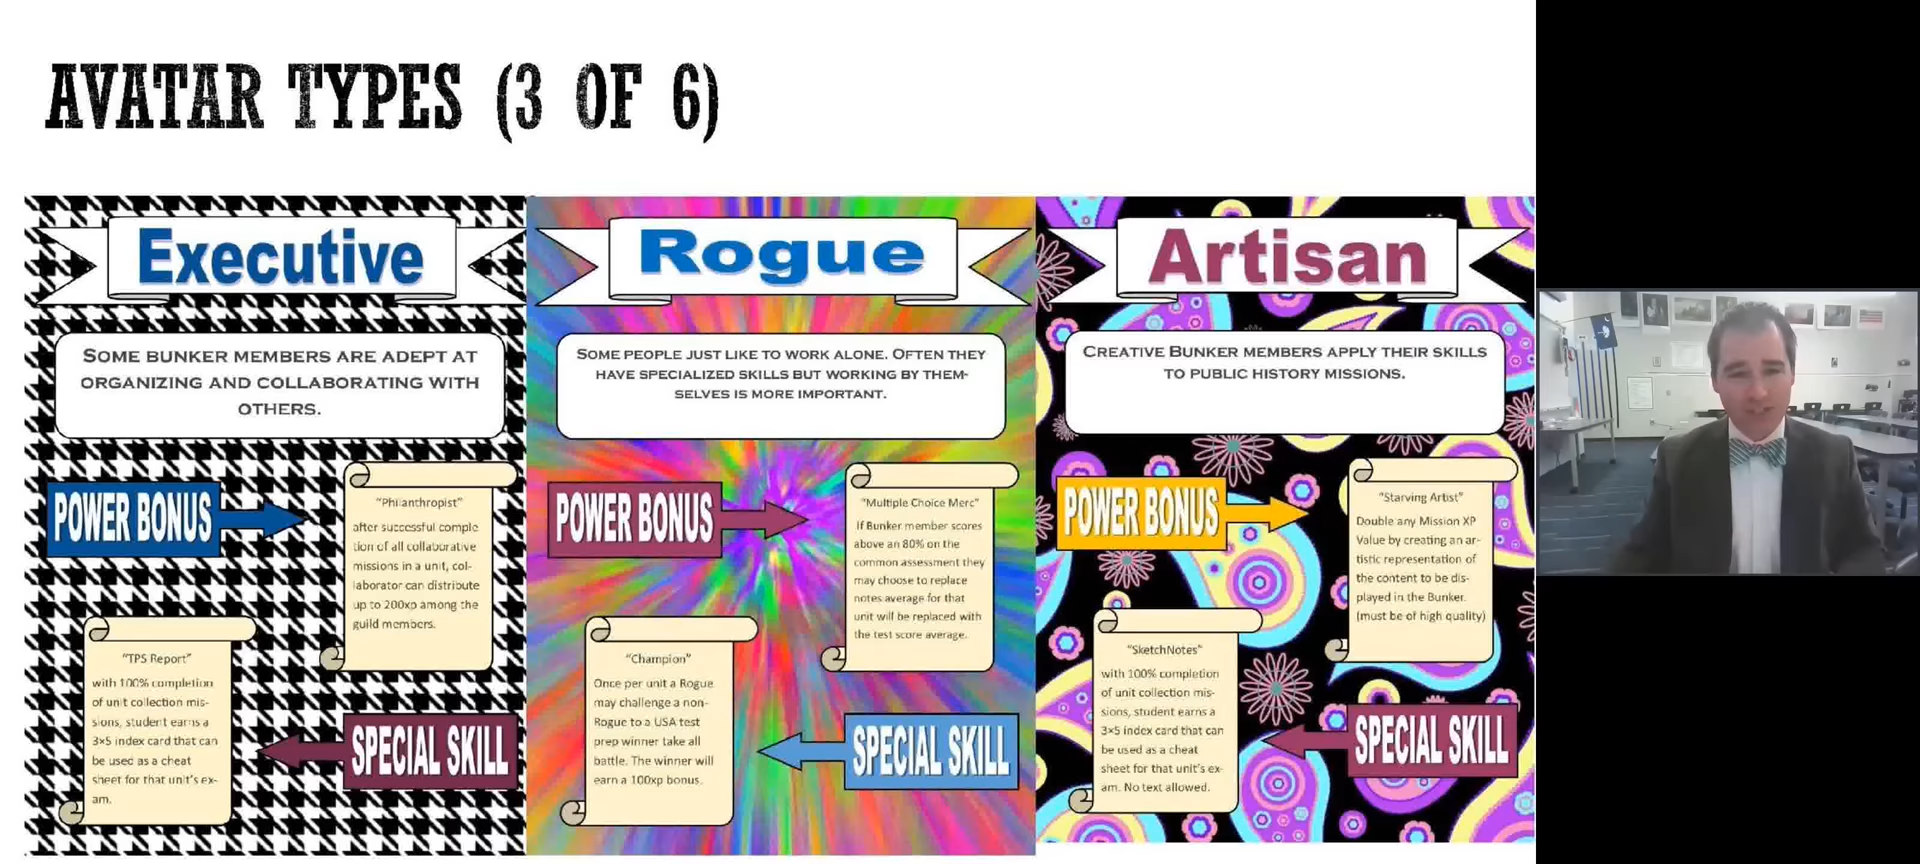 AVATAR TYPES (3 OF 6)
Executive
SOME BUNKER MEMBERS ARE ADEPT AT
ORGANIZING AND COLLABORATING WITH
OTHERS.
POWER BONUS
"Philanthropist"
after successful comple
tion of all collaborative
missions in a unit, col-
laborator can distribute
up to 200xp among the
guild members.
"TPS Report"
with 100% completion
of unit collection mis-
sions, student earns a
3×5 index card that can
be used as a cheat
sheet for that unit's ex-
am.
SPECIAL SKILL
Rogue
SOME PEOPLE JUST LIKE TO WORK ALONE. OFTEN THEY
HAVE SPECIALIZED SKILLS BUT WORKING BY THEM-
SELVES IS MORE IMPORTANT.
POWER BONUS
"Multiple Choice Merc"
If Bunker member scores
above an 80% on the
common assessment they
may choose to replace
notes average for that
unit will be replaced with
the test score average.
"Champion"
Once per unit a Rogue
may challenge a non-
Rogue to a USA test
prep winner take all
battle. The winner will
earn a 100xp bonus.
SPECIAL SKILL
Artisan
CREATIVE BUNKER MEMBERS APPLY THEIR SKILLS
TO PUBLIC HISTORY MISSIONS.
POWER BONUS
"Starving Artist"
Double any Mission XP
Value by creating an ar-
tistic representation of
the content to be dis-
played in the Bunker.
(must be of high quality)
"SketchNotes"
with 100% completion
of unit collection mis-
sions, student earns a
3×5 index card that can
be used as a cheat
sheet for that unit's ex-
am. No text allowed.
SPECIAL SKILL